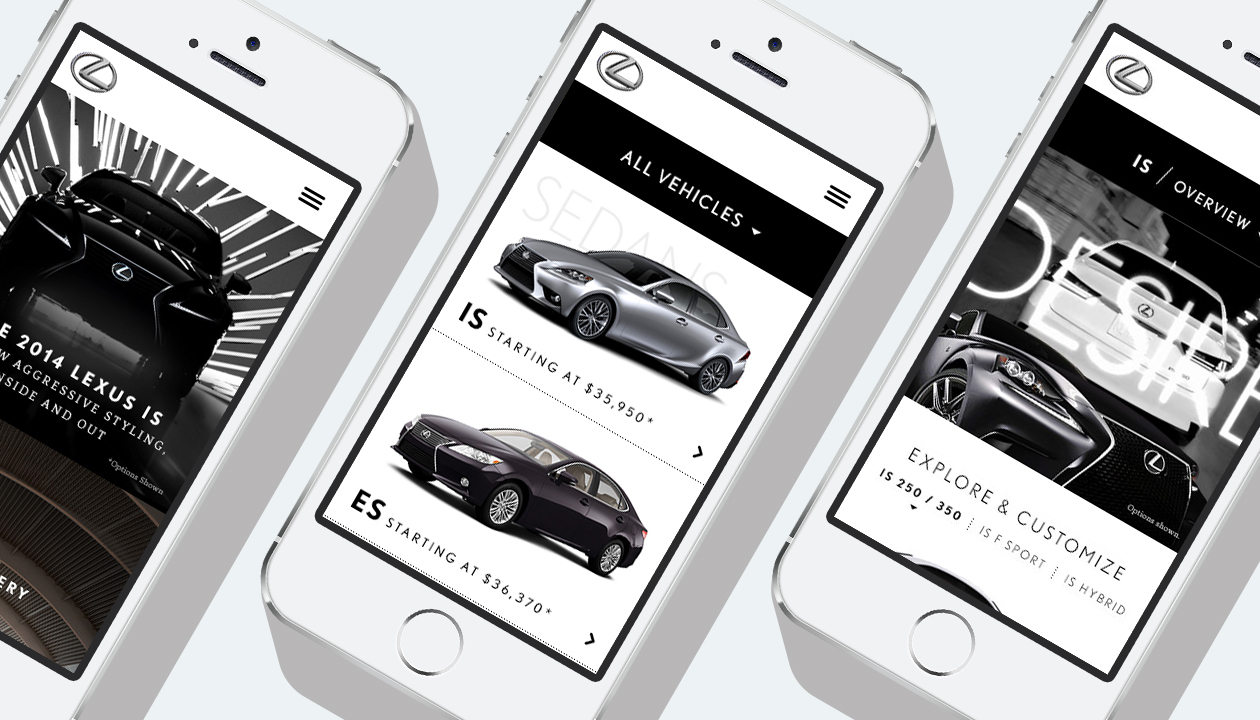 E 2014 LEXUS IS
W AGGRESSIVE STYLING,
NSIDE AND OUT
*Options Shown
ERY
ALL VEHICLES
SEDANS
IS STARTING AT $35,950*
ES STARTING AT $36,370*
IS / OVERVIEW
DESIRE
Options shown.
EXPLORE & CUSTOMIZE
IS 250 / 350 IS F SPORT IS HYBRID